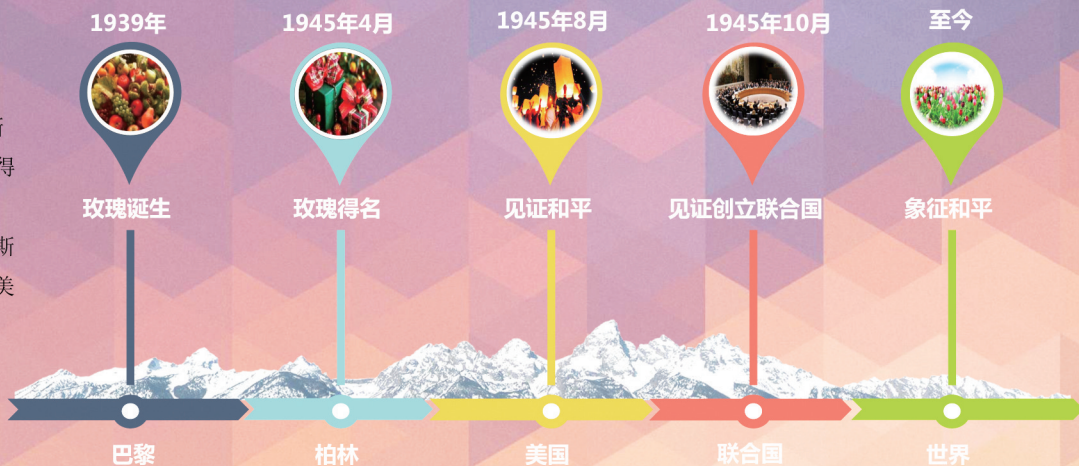 1939年
1945年4月
1945年8月
1945年10月
至今
得
斯
美
玫瑰诞生
玫瑰得名
见证和平
见证创立联合国
象征和平
巴黎
柏林
美国
联合国
世界